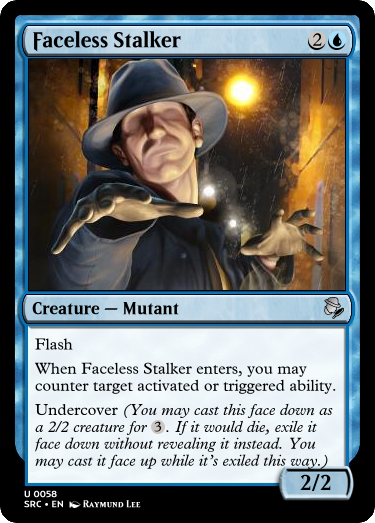 Faceless Stalker 2
Creature — Mutant
Flash
When Faceless Stalker enters, you may
counter target activated or triggered ability.
Undercover (You may cast this face down as
a 2/2 creature for 3. If it would die, exile it
face down without revealing it instead. You
may cast it face up while it's exiled this way.)
2/2
U 0058
SRC • EN Raymund Lee